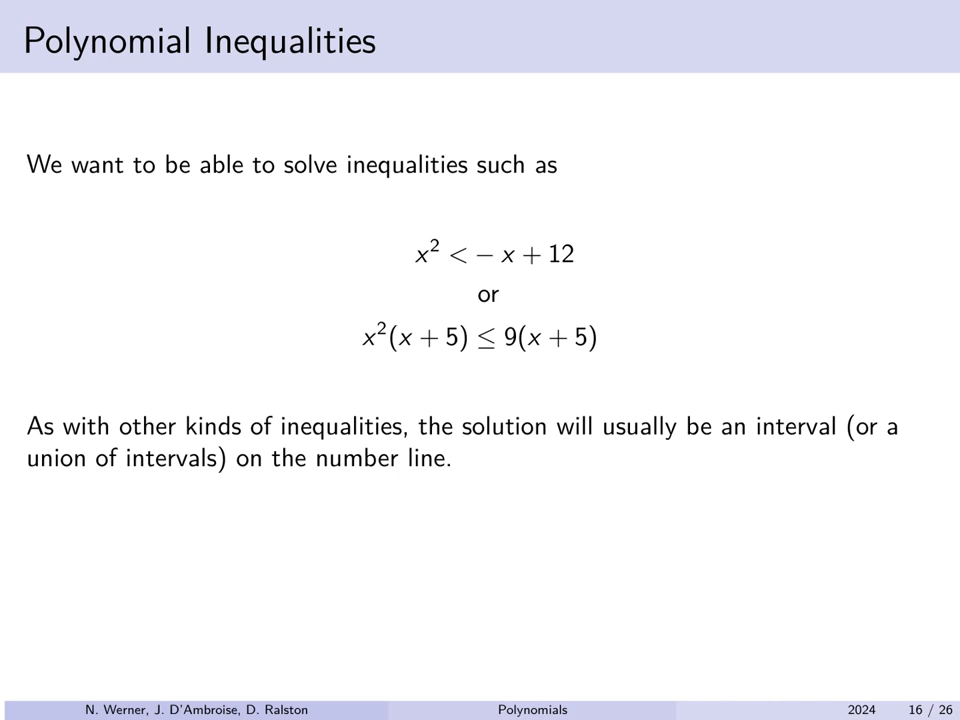 Polynomial Inequalities
We want to be able to solve inequalities such as
x² < − x + 12
or
x²(x + 5) ≤ 9(x + 5)
As with other kinds of inequalities, the solution will usually be an interval (or a
union of intervals) on the number line.
N. Werner, J. D'Ambroise, D. Ralston Polynomials 2024 16 / 26